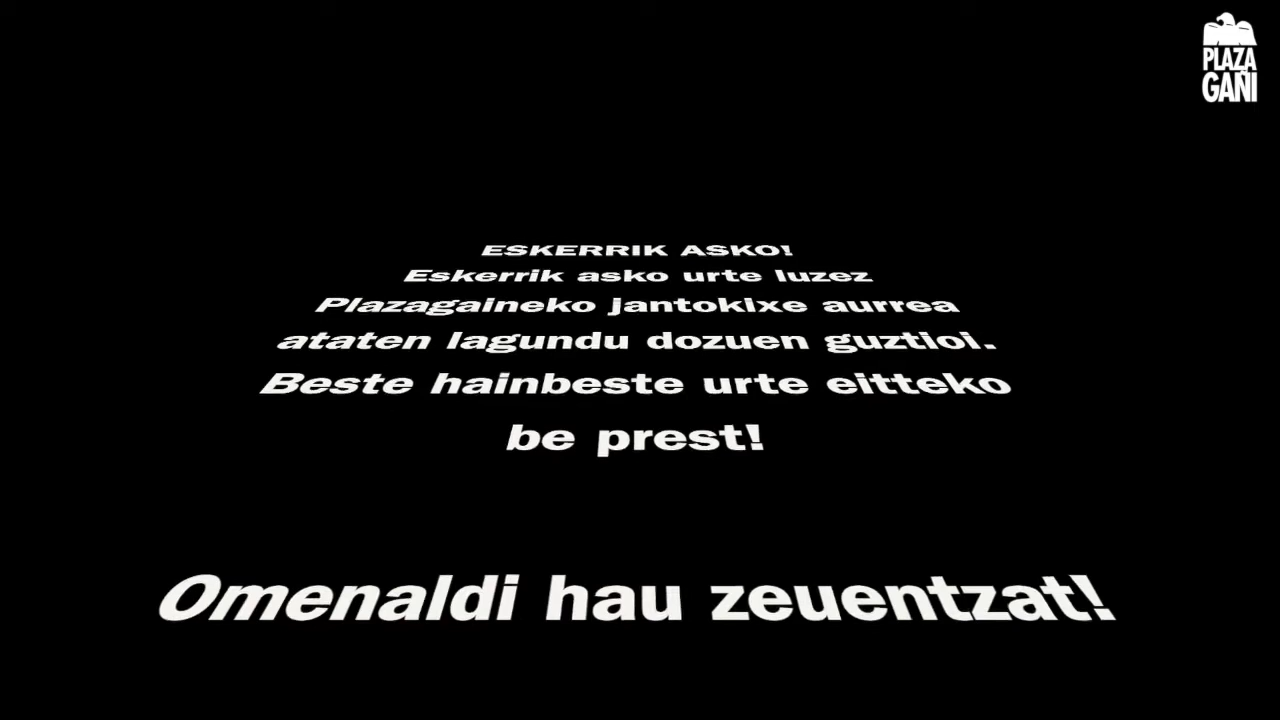 PLAZA
GAÑI
ESKERRIK ASKO!
Eskerrik asko urte luzez
Plazagaineko jantokixe aurrea
ataten lagundu dozuen guztioi.
Beste hainbeste urte eitteko
be prest!
Omenaldi hau zeuentzat!